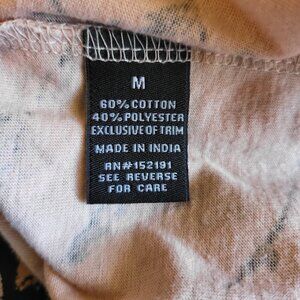 M
60% COTTON
40% POLYESTER
EXCLUSIVE OF TRIM
MADE IN INDIA
RN#152191
SEE REVERSE
FOR CARE